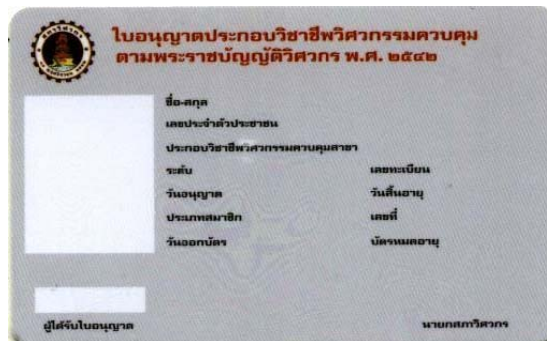 ใบอนุญาตประกอบวิชาชีพวิศวกรรมควบคุม
ตามพระราชบัญญัติวิศวกร พ.ศ. ๒๕๔๒
ชื่อ-สกุล
เลขประจำตัวประชาชน
ประกอบวิชาชีพวิศวกรรมควบคุมสาขา
ระดับ เลขทะเบียน
วันอนุญาต วันสิ้นอายุ
ประเภทสมาชิก เลขที่
วันออกบัตร บัตรหมดอายุ
ผู้ได้รับใบอนุญาต นายกสภาวิศวกร